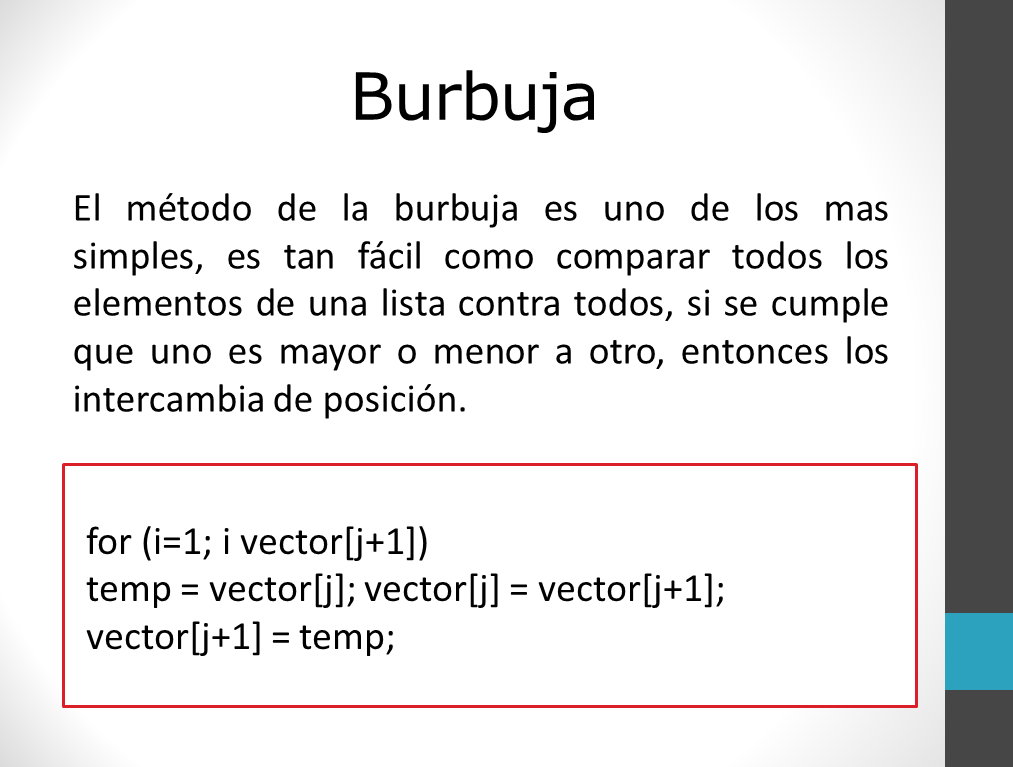 Burbuja
El método de la burbuja es uno de los mas
simples, es tan fácil como comparar todos los
elementos de una lista contra todos, si se cumple
que uno es mayor o menor a otro, entonces los
intercambia de posición.
for (i=1; i vector[j+1])
temp = vector[j]; vector[j] = vector[j+1];
vector[j+1] = temp;